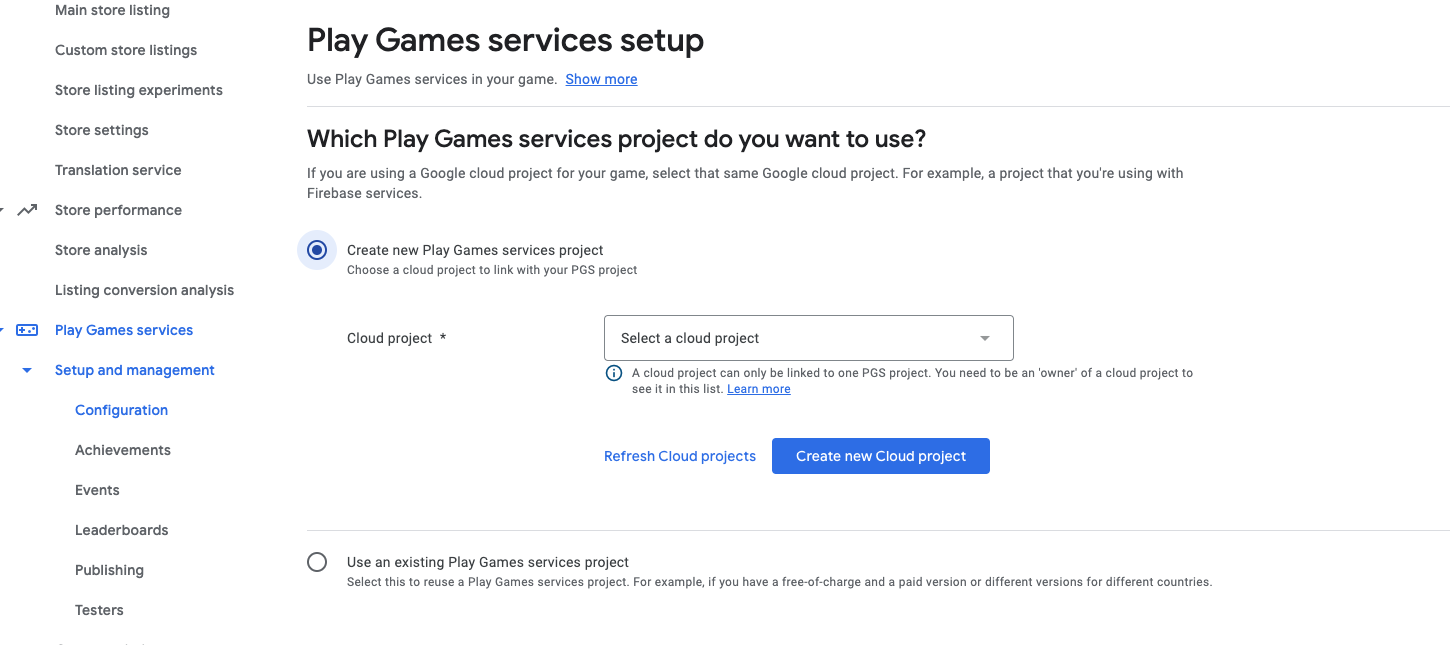 Main store listing
Custom store listings
Store listing experiments
Store settings
Translation service
Store performance
Store analysis
Listing conversion analysis
Play Games services
Setup and management
Configuration
Achievements
Events
Leaderboards
Publishing
Testers
Play Games services setup
Use Play Games services in your game. Show more
Which Play Games services project do you want to use?
If you are using a Google cloud project for your game, select that same Google cloud project. For example, a project that you're using with
Firebase services.
Create new Play Games services project
Choose a cloud project to link with your PGS project
Cloud project *
Select a cloud project
A cloud project can only be linked to one PGS project. You need to be an 'owner' of a cloud project to
see it in this list. Learn more
Refresh Cloud projects
Create new Cloud project
Use an existing Play Games services project
Select this to reuse a Play Games services project. For example, if you have a free-of-charge and a paid version or different versions for different countries.